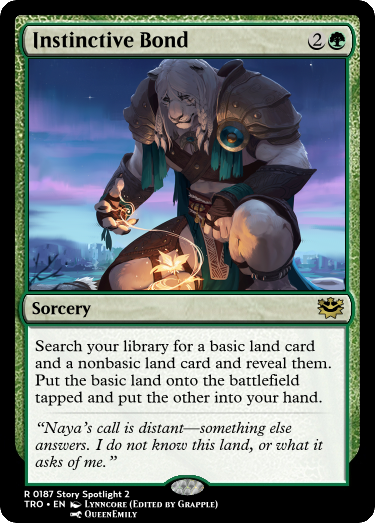 Instinctive Bond 2
Sorcery
Search your library for a basic land card
and a nonbasic land card and reveal them.
Put the basic land onto the battlefield
tapped and put the other into your hand.
“Naya’s call is distant—something else
answers. I do not know this land, or what it
asks of me.”
R 0187 Story Spotlight 2
TRO • EN Lynncore (Edited by Grapple)
QueenEmily